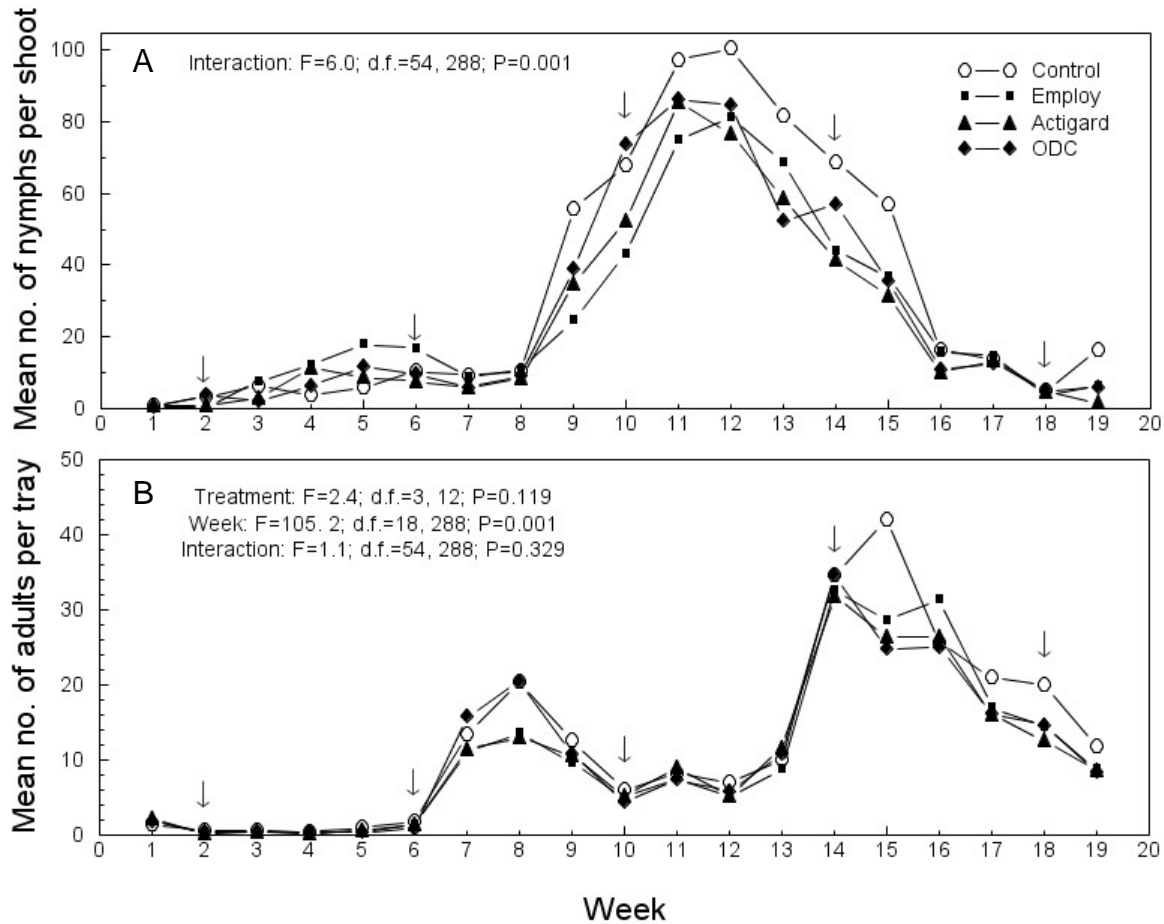 A
Interaction: F=6.0; d.f.=54, 288; P=0.001
Control
Employ
Actigard
ODC
Mean no. of nymphs per shoot
100
80
60
40
20
0
0 1 2 3 4 5 6 7 8 9 10 11 12 13 14 15 16 17 18 19 20
B
Treatment: F=2.4; d.f.=3, 12; P=0.119
Week: F=105. 2; d.f.=18, 288; P=0.001
Interaction: F=1.1; d.f.=54, 288; P=0.329
Mean no. of adults per tray
50
40
30
20
10
0
0 1 2 3 4 5 6 7 8 9 10 11 12 13 14 15 16 17 18 19 20
Week